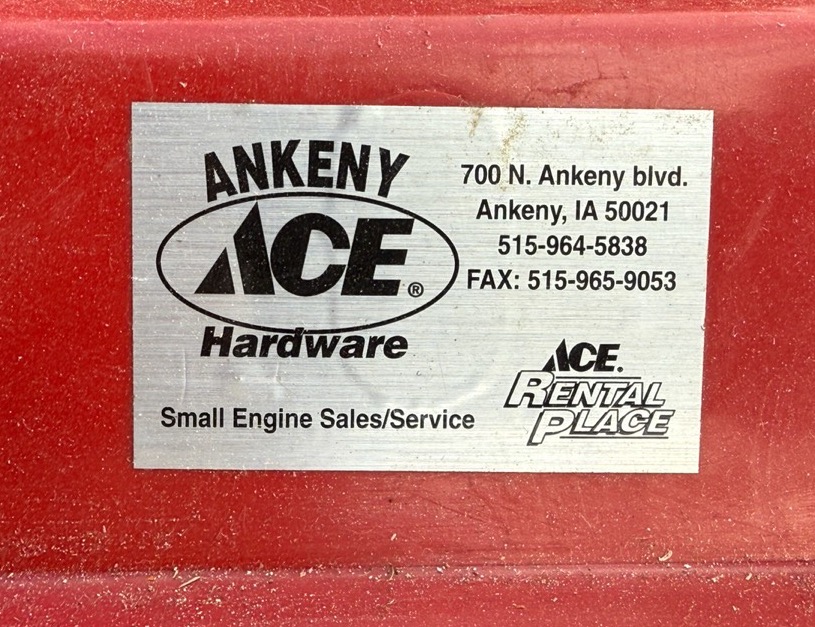 ANKENY
ACE®
Hardware
Small Engine Sales/Service
700 N. Ankeny blvd.
Ankeny, IA 50021
515-964-5838
FAX: 515-965-9053
ACE.
RENTAL
PLACE